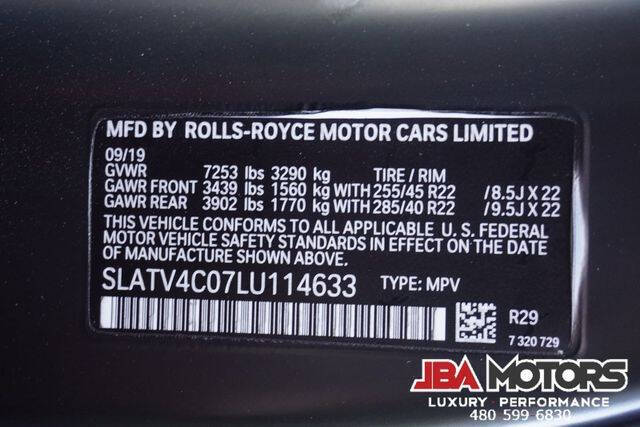 MFD BY ROLLS-ROYCE MOTOR CARS LIMITED
09/19
GVWR 7253 lbs 3290 kg TIRE / RIM
GAWR FRONT 3439 lbs 1560 kg WITH 255/45 R22 /8.5J X 22
GAWR REAR 3902 lbs 1770 kg WITH 285/40 R22 /9.5J X 22
THIS VEHICLE CONFORMS TO ALL APPLICABLE U. S. FEDERAL
MOTOR VEHICLE SAFETY STANDARDS IN EFFECT ON THE DATE OF
MANUFACTURE SHOWN ABOVE.
SLATV4C07LU114633 TYPE: MPV
R29
7 320 729
JBA MOTORS
LUXURY PERFORMANCE
480 599 6830